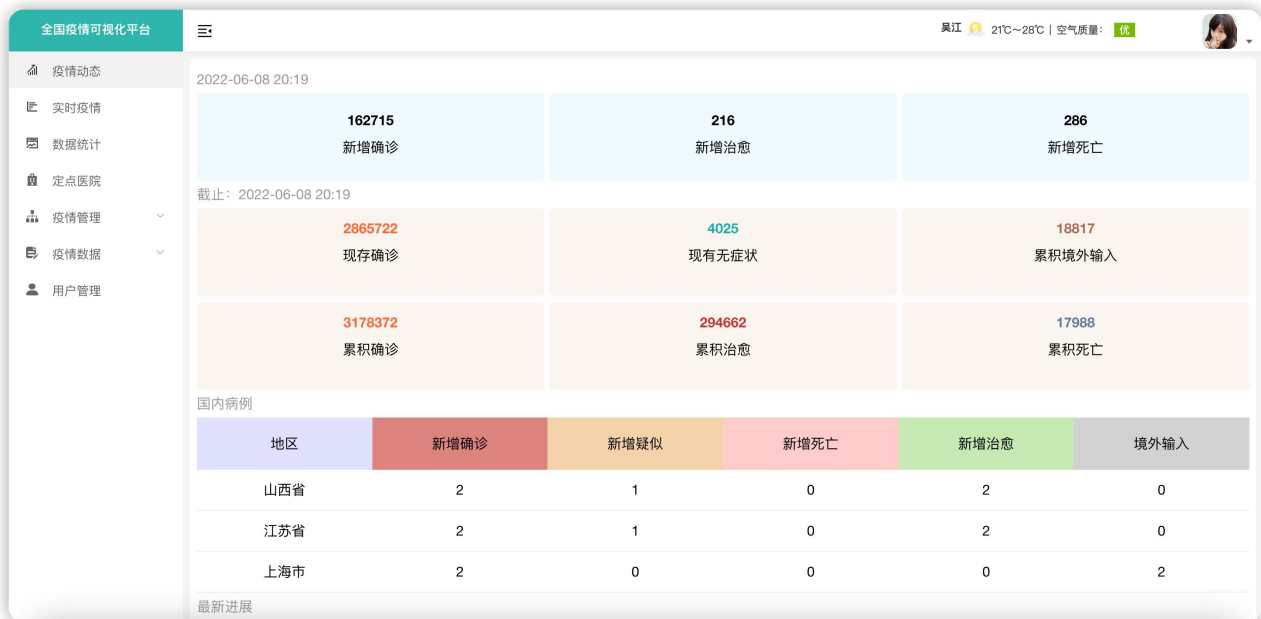 全国疫情可视化平台
吴江 21℃~28℃ | 空气质量： 优
疫情动态
实时疫情
数据统计
定点医院
疫情管理
疫情数据
用户管理
2022-06-08 20:19
162715 216 286
新增确诊 新增治愈 新增死亡
截止：2022-06-08 20:19
2865722 4025 18817
现存确诊 现有无症状 累积境外输入
3178372 294662 17988
累积确诊 累积治愈 累积死亡
国内病例
地区 新增确诊 新增疑似 新增死亡 新增治愈 境外输入
山西省 2 1 0 2 0
江苏省 2 1 0 2 0
上海市 2 0 0 0 2
最新进展